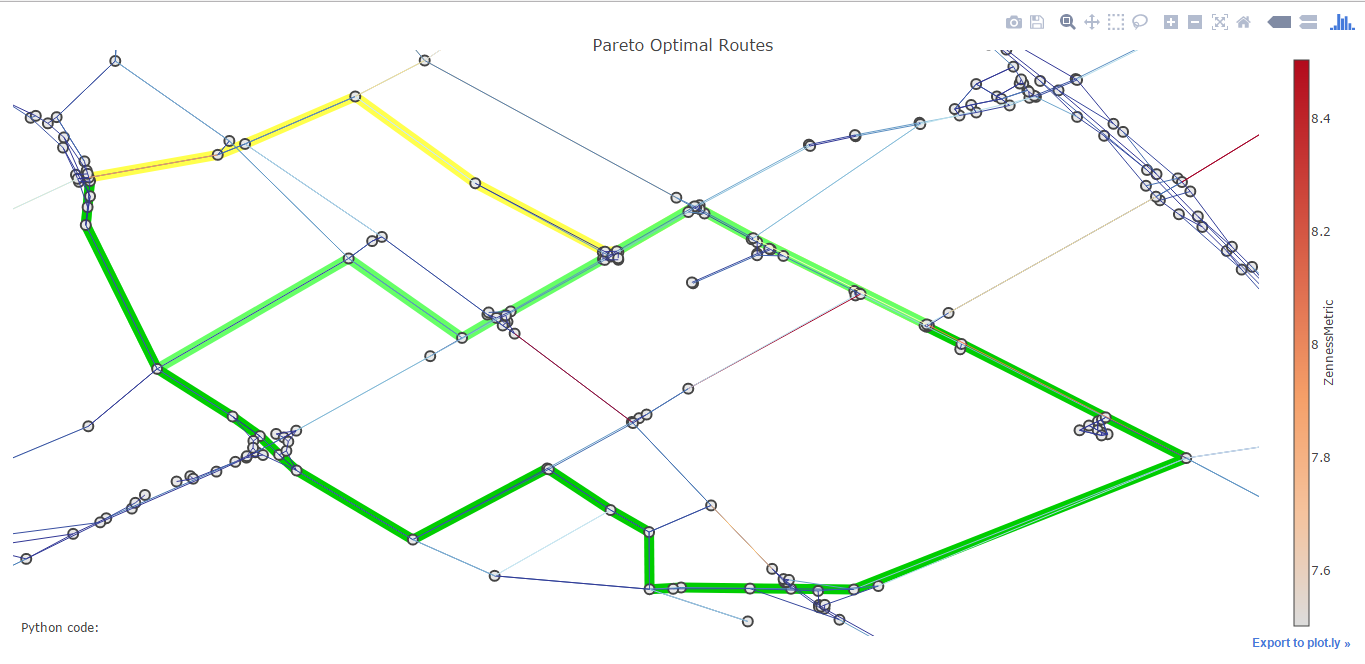 Pareto Optimal Routes
8.4
8.2
8
7.8
7.6
ZennessMetric
Python code:
Export to plot.ly »